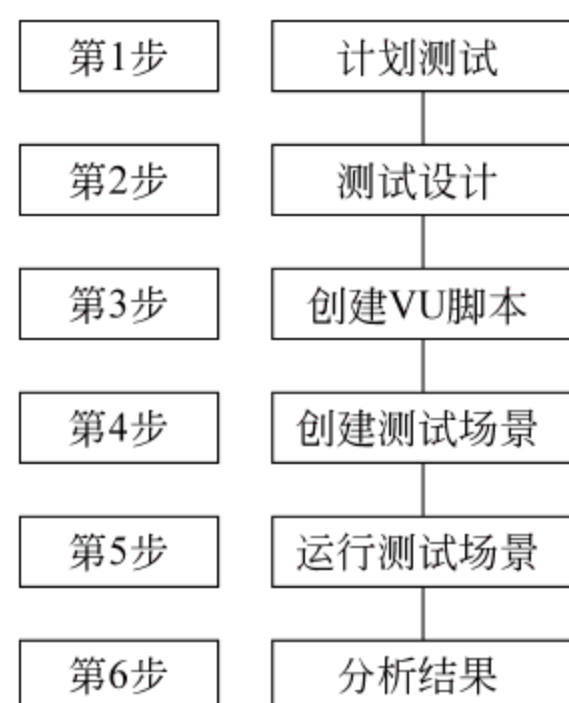 第1步 计划测试
第2步 测试设计
第3步 创建VU脚本
第4步 创建测试场景
第5步 运行测试场景
第6步 分析结果